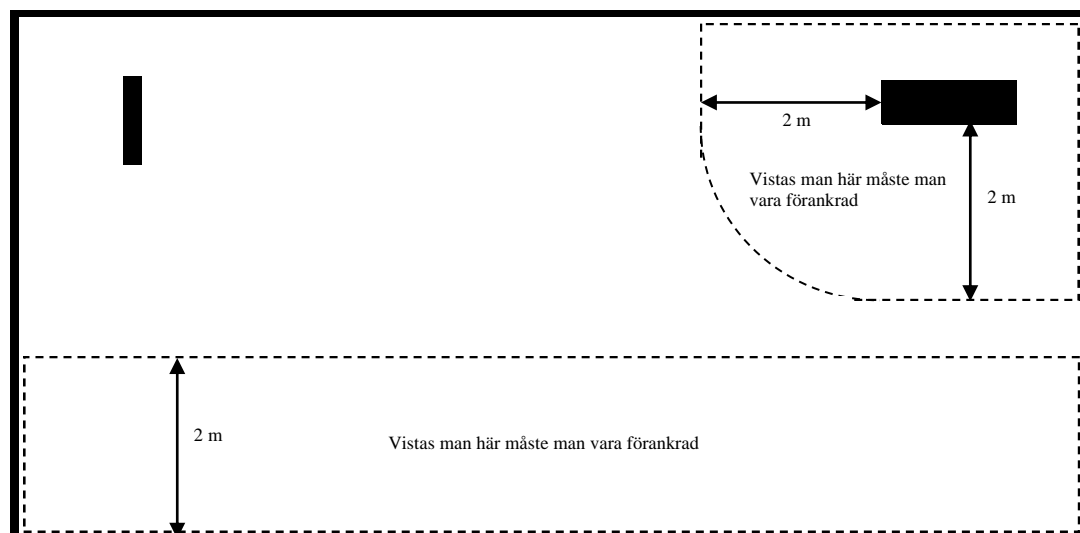 2 m
Vistas man här måste man
vara förankrad
2 m
2 m
Vistas man här måste man vara förankrad